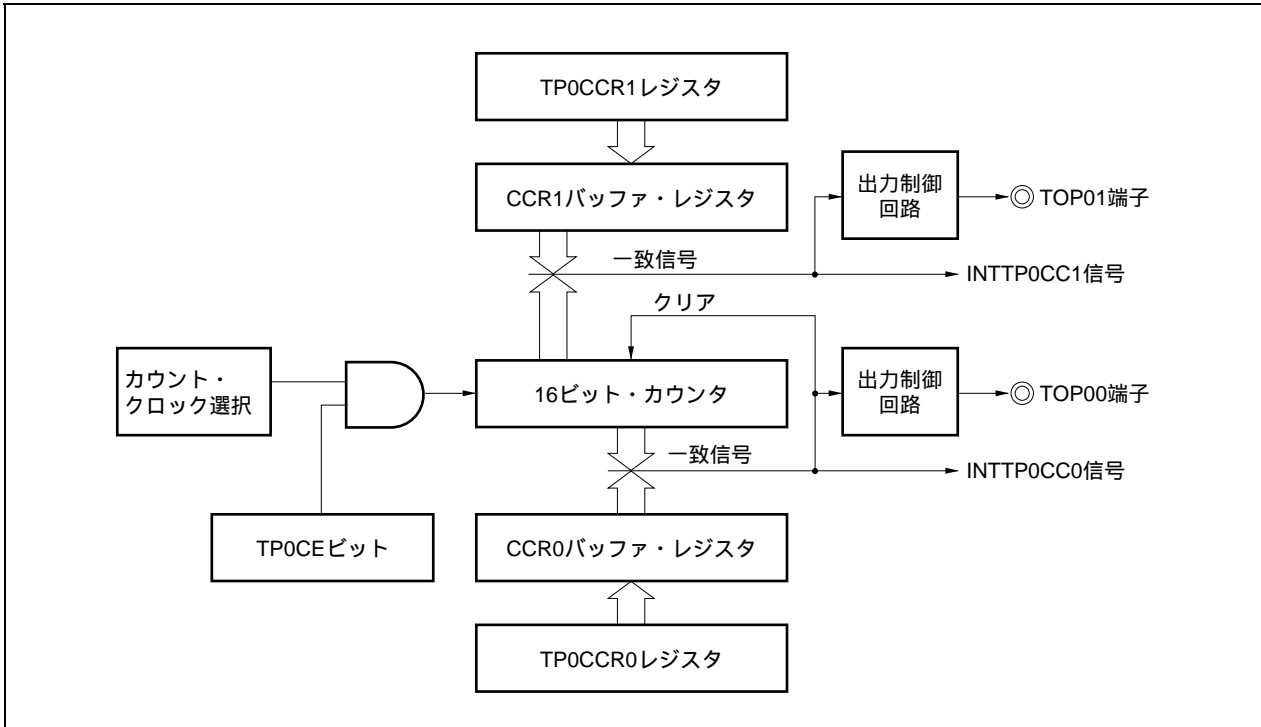 TP0CCR1レジスタ
CCR1バッファ・レジスタ
出力制御
回路
TOP01端子
一致信号
INTTP0CC1信号
クリア
カウント・
クロック選択
16ビット・カウンタ
出力制御
回路
TOP00端子
一致信号
INTTP0CC0信号
TP0CEビット
CCR0バッファ・レジスタ
TP0CCR0レジスタ